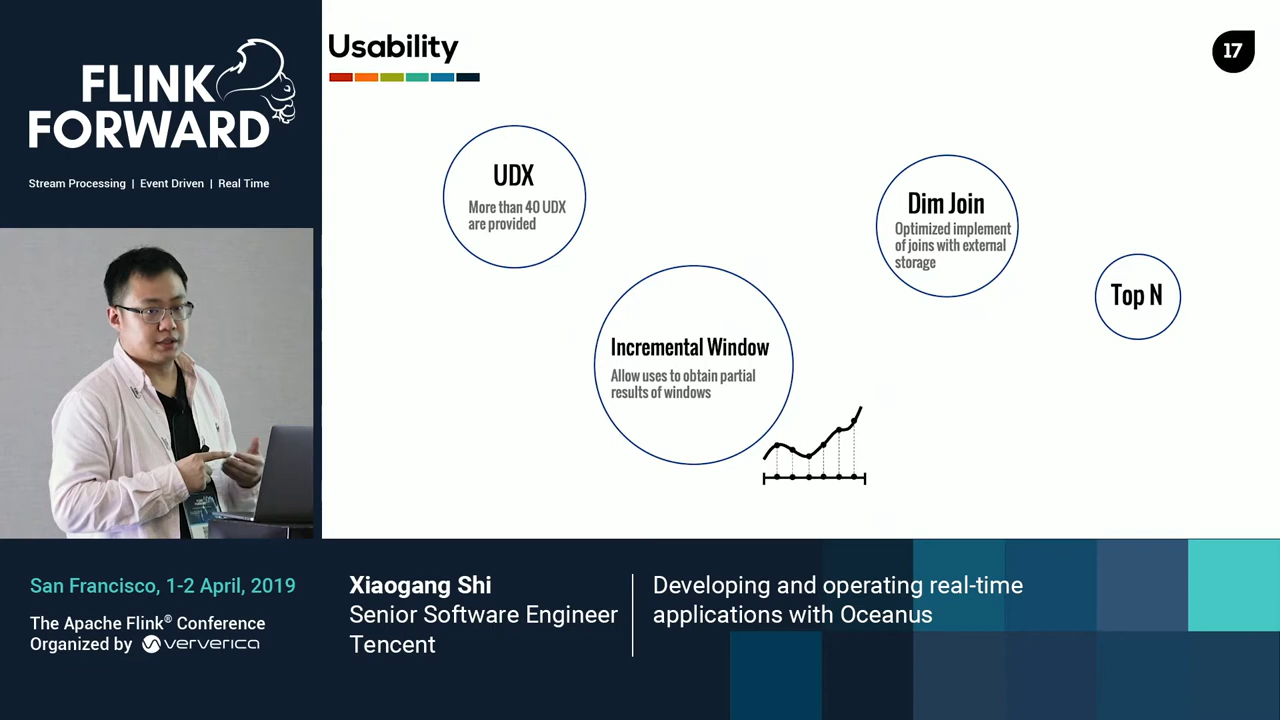 FLINK
FORWARD
Stream Processing | Event Driven | Real Time
Usability
17
UDX
More than 40 UDX
are provided
Dim Join
Optimized implement
of joins with external
storage
Top N
Incremental Window
Allow uses to obtain partial
results of windows
San Francisco, 1-2 April, 2019
The Apache Flink® Conference
Organized by ververica
Xiaogang Shi
Senior Software Engineer
Tencent
Developing and operating real-time
applications with Oceanus